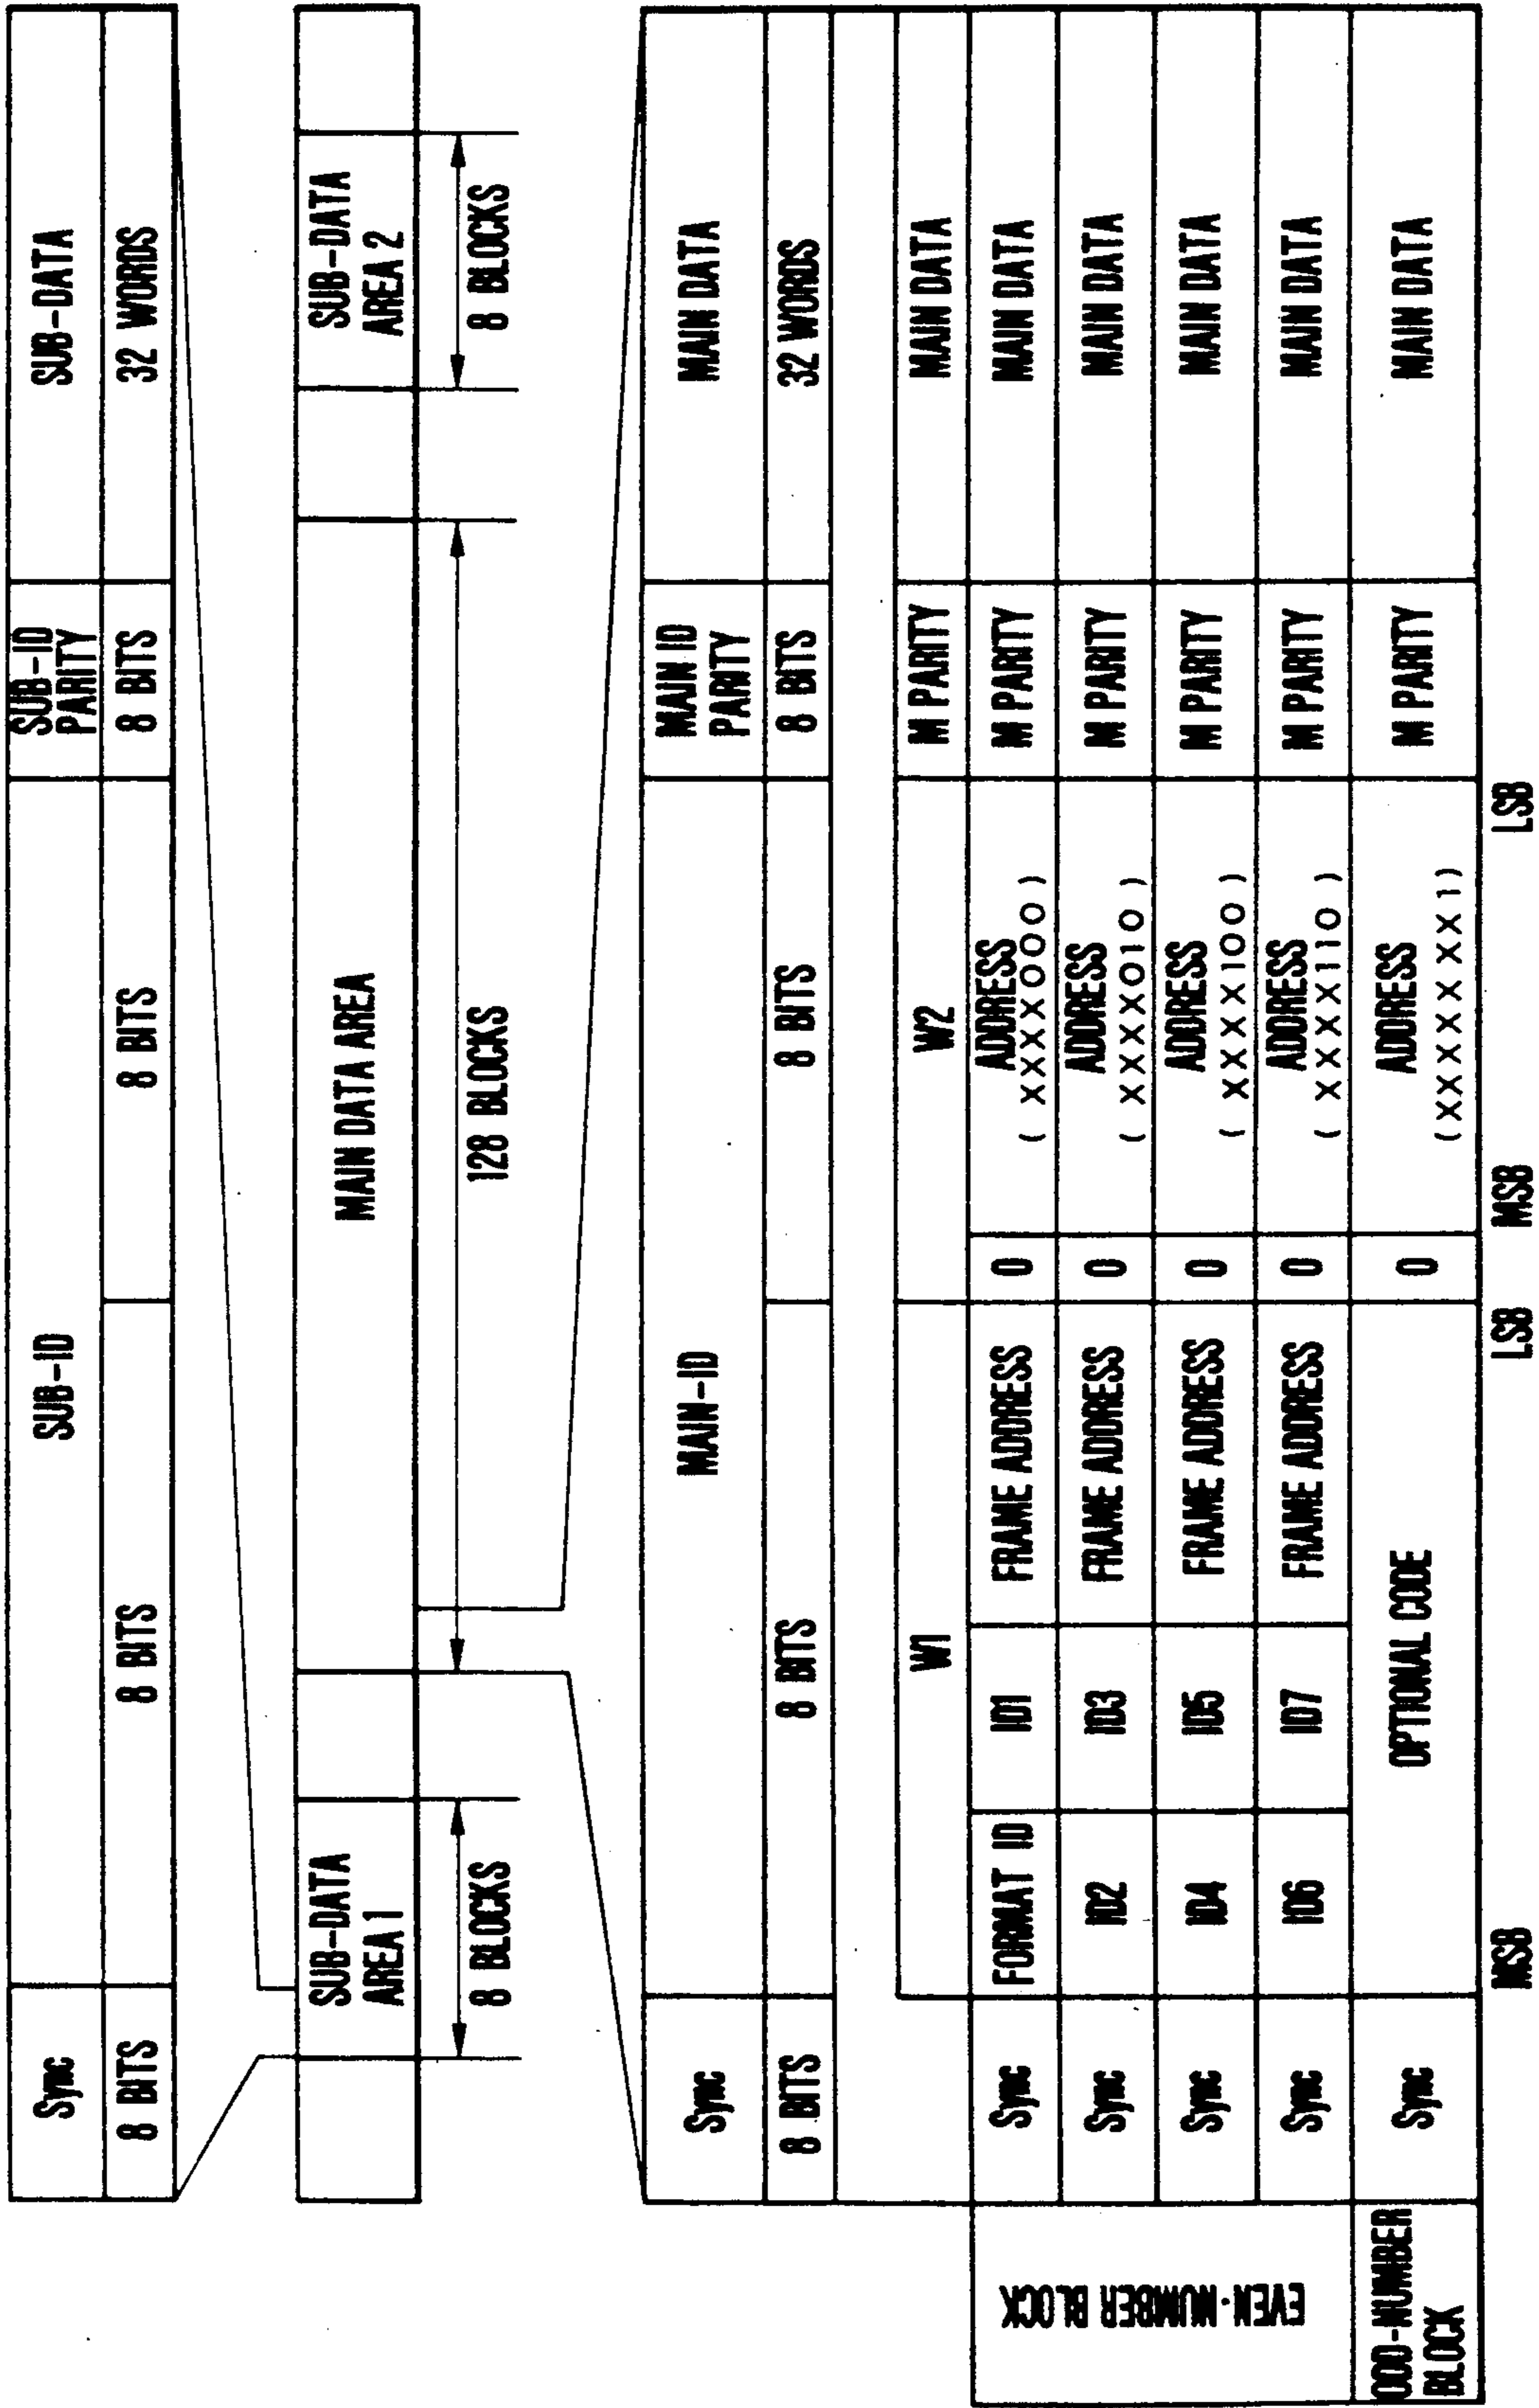 Sync
SUB-ID
SUB-ID
PARITY
SUB-DATA
8 BITS
8 BITS
8 BITS
8 BITS
32 WORDS
SUB-DATA
AREA 1
MAIN DATA AREA
SUB-DATA
AREA 2
8 BLOCKS
128 BLOCKS
8 BLOCKS
Sync
MAIN-ID
MAIN ID
PARITY
MAIN DATA
8 BITS
8 BITS
8 BITS
8 BITS
32 WORDS
W1
W2
M PARITY
MAIN DATA
EVEN-NUMBER BLOCK
Sync
FORMAT ID
ID1
FRAME ADDRESS
0
ADDRESS
( XXXX000 )
M PARITY
MAIN DATA
Sync
ID2
ID3
FRAME ADDRESS
0
ADDRESS
( XXXX010 )
M PARITY
MAIN DATA
Sync
ID4
ID5
FRAME ADDRESS
0
ADDRESS
( XXXX100 )
M PARITY
MAIN DATA
Sync
ID6
ID7
FRAME ADDRESS
0
ADDRESS
( XXXX110 )
M PARITY
MAIN DATA
ODD-NUMBER
BLOCK
Sync
OPTIONAL CODE
0
ADDRESS
(XXXXXX1)
M PARITY
MAIN DATA
MSB
LSB
MSB
LSB